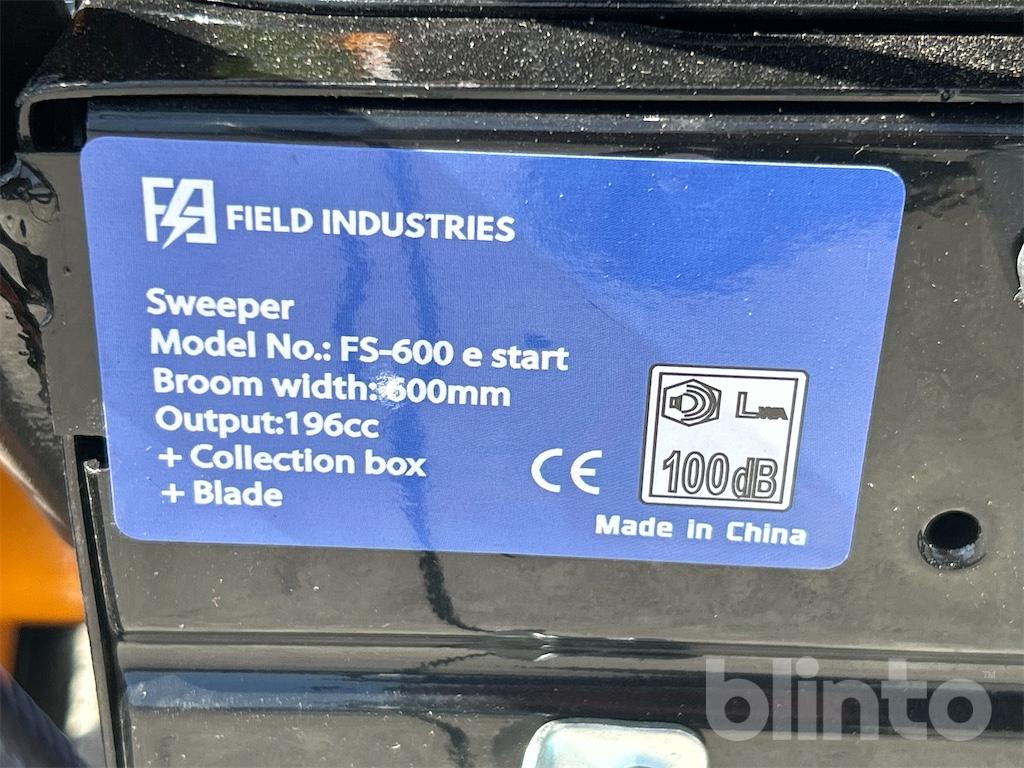 FIELD INDUSTRIES
Sweeper
Model No.: FS-600 e start
Broom width: 600mm
Output:196cc
+ Collection box
+ Blade
CE
LWA
100dB
Made in China
blinto™